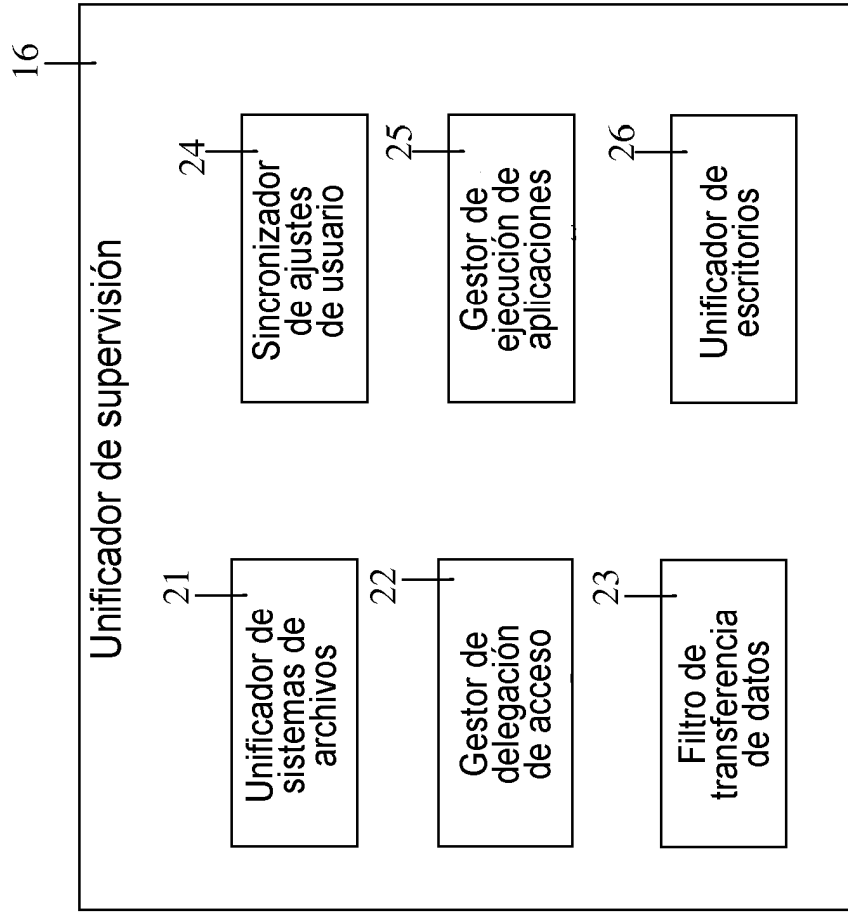 16
Unificador de supervisión
21
Unificador de
sistemas de
archivos
24
Sincronizador
de ajustes
de usuario
22
Gestor de
delegación
de acceso
25
Gestor de
ejecución de
aplicaciones
23
Filtro de
transferencia
de datos
26
Unificador de
escritorios